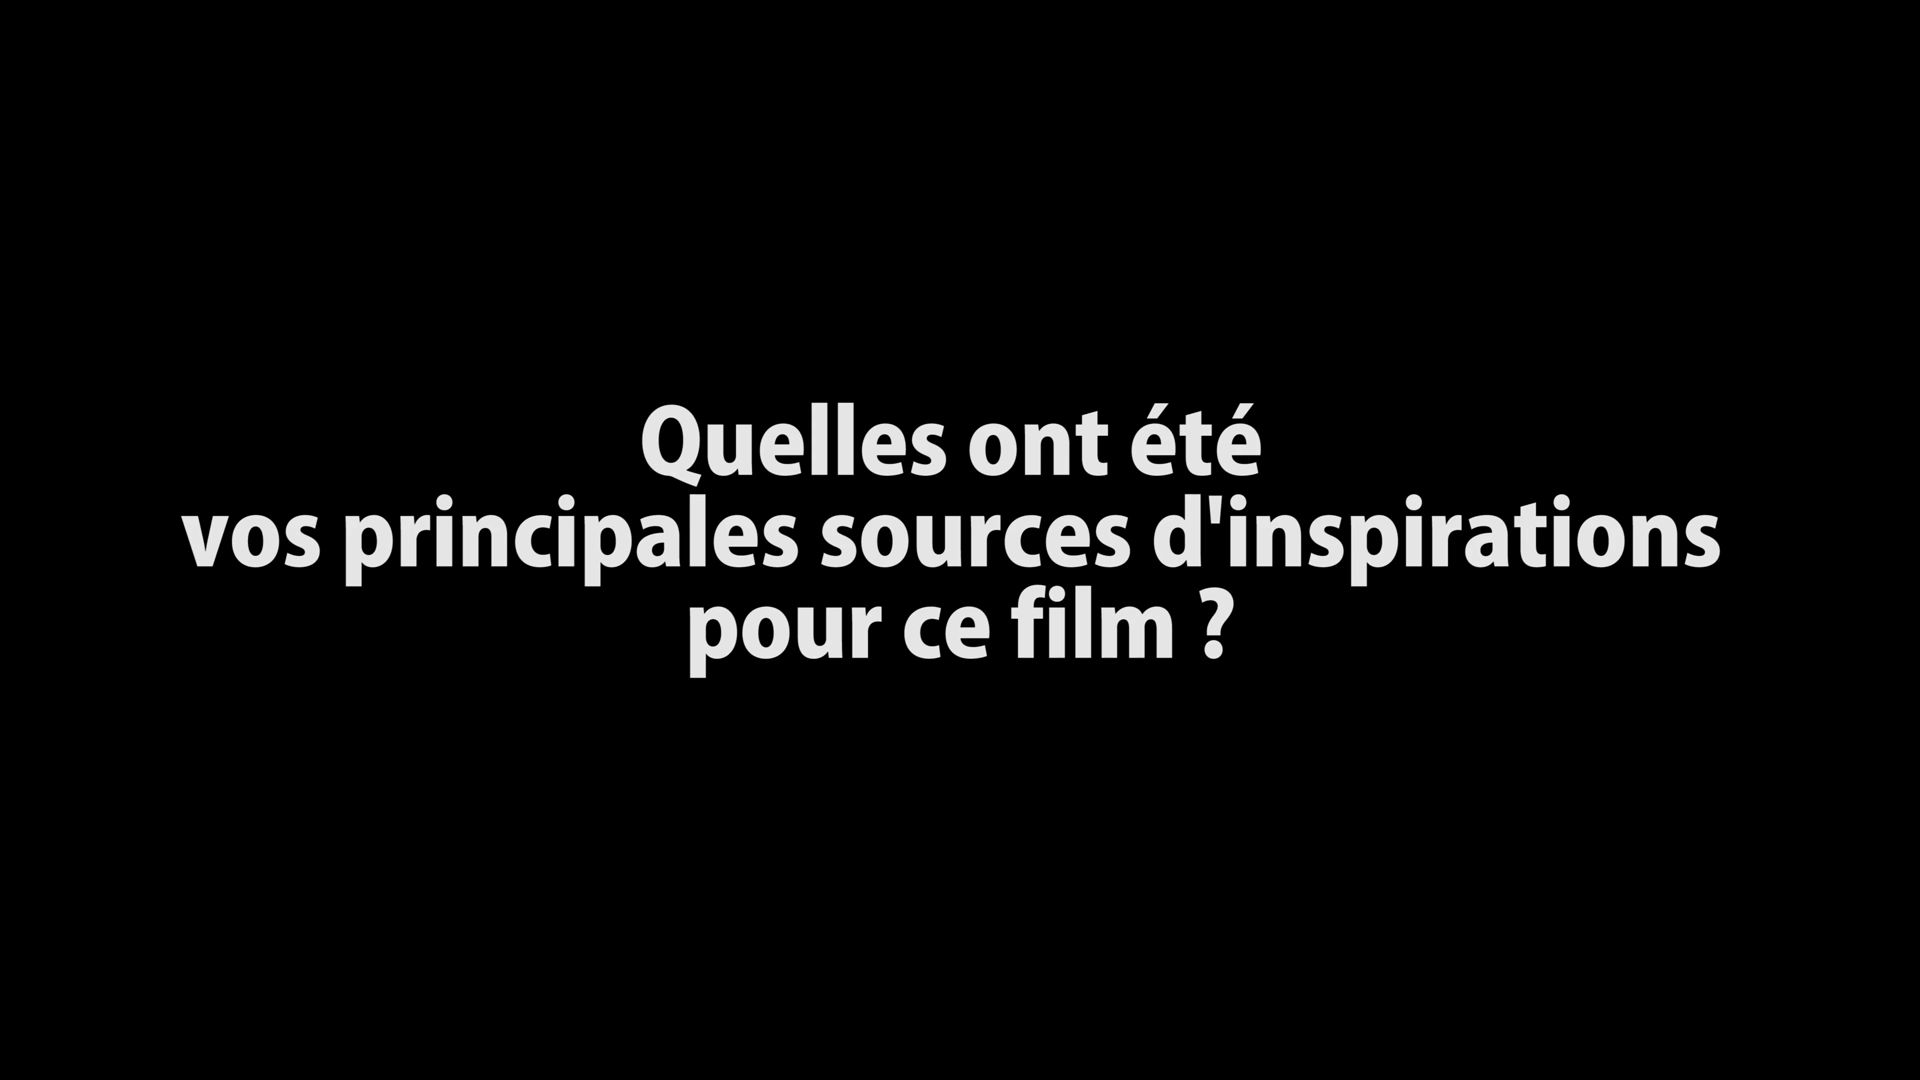 Quelles ont été
vos principales sources d'inspirations
pour ce film ?